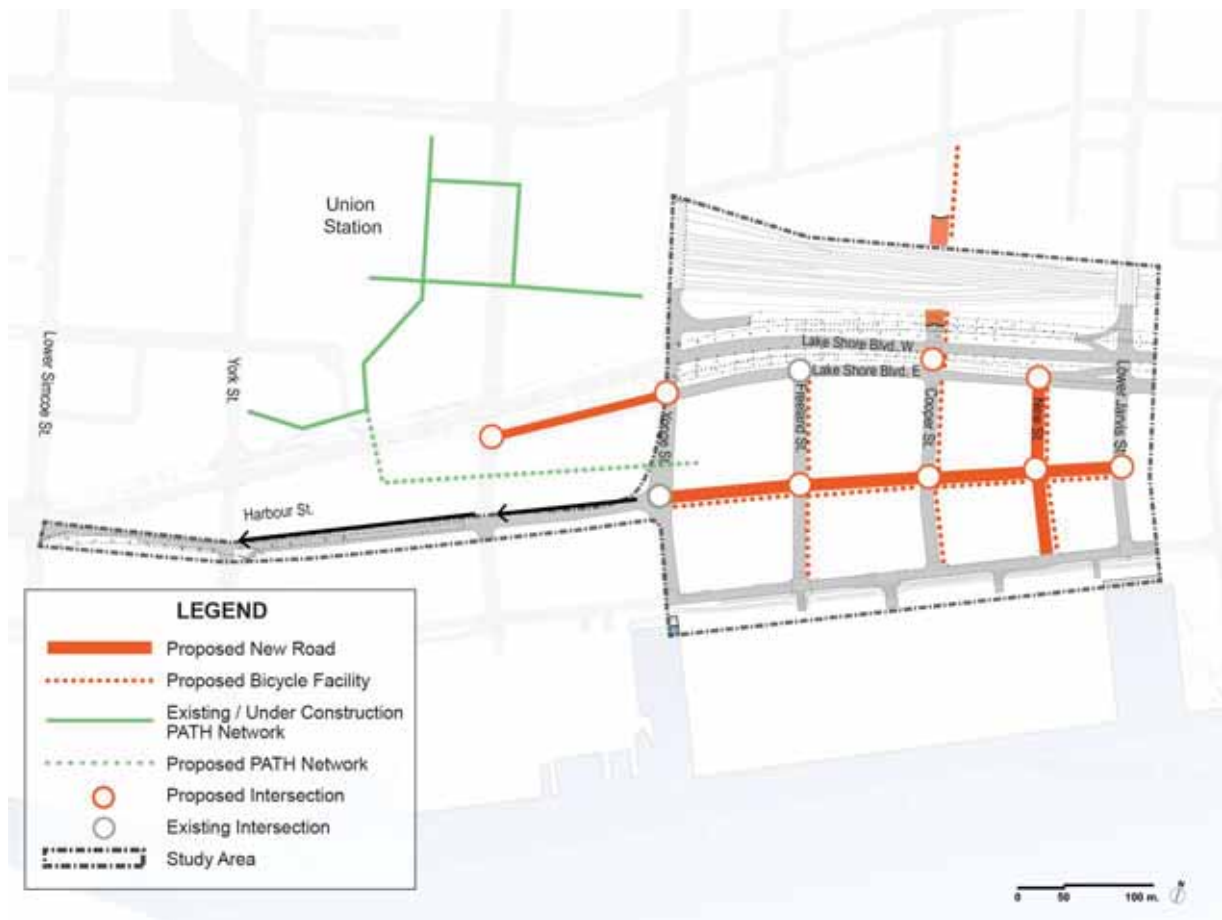 Union
Station
Lower Simcoe St.
York St.
Yonge St.
Lake Shore Blvd. W
Lake Shore Blvd. E
Freeland St.
Cooper St.
New St.
Lower Jarvis St.
Harbour St.
LEGEND
Proposed New Road
Proposed Bicycle Facility
Existing / Under Construction
PATH Network
Proposed PATH Network
Proposed Intersection
Existing Intersection
Study Area
0 50 100 m.
N